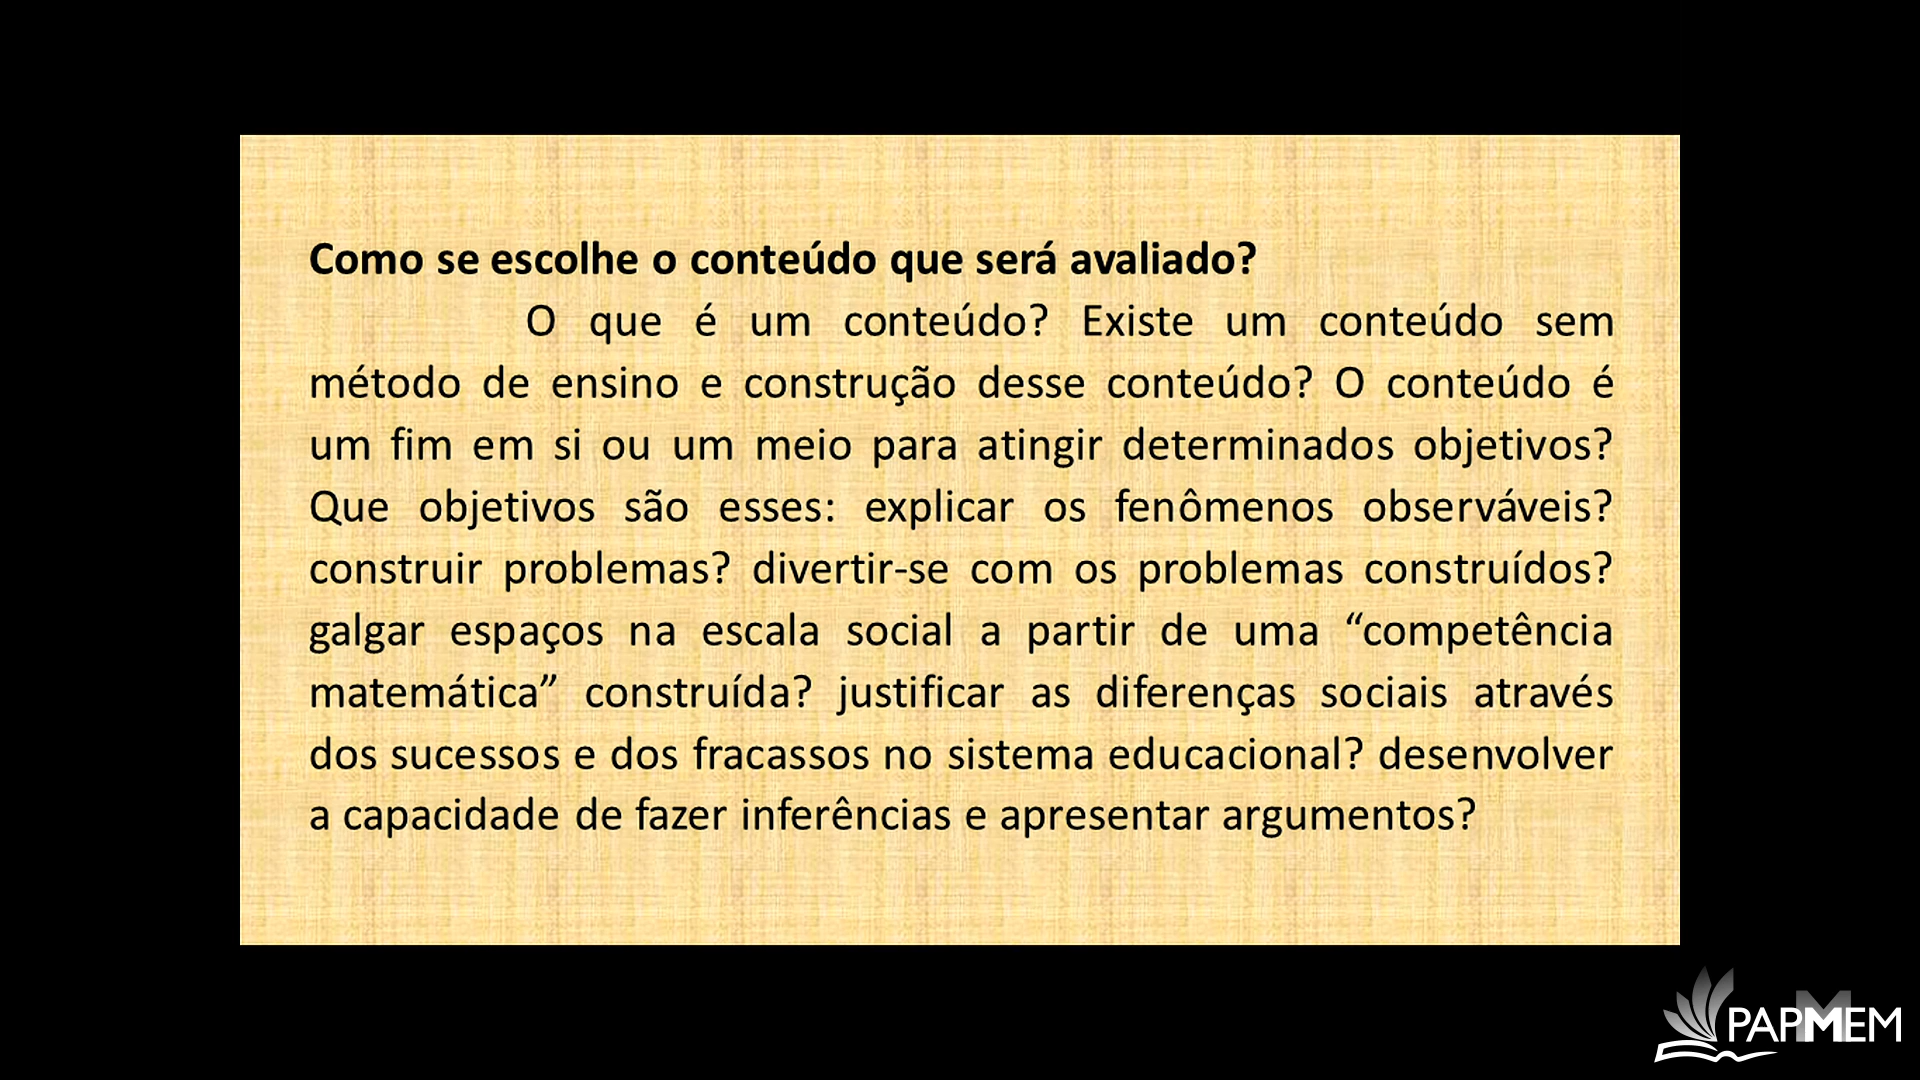 Como se escolhe o conteúdo que será avaliado?
O que é um conteúdo? Existe um conteúdo sem
método de ensino e construção desse conteúdo? O conteúdo é
um fim em si ou um meio para atingir determinados objetivos?
Que objetivos são esses: explicar os fenômenos observáveis?
construir problemas? divertir-se com os problemas construídos?
galgar espaços na escala social a partir de uma “competência
matemática” construída? justificar as diferenças sociais através
dos sucessos e dos fracassos no sistema educacional? desenvolver
a capacidade de fazer inferências e apresentar argumentos?
PAPMEM